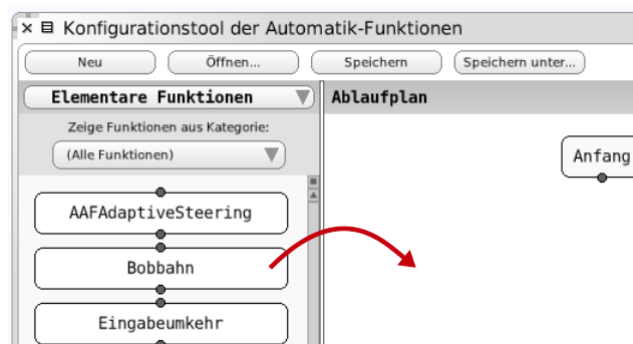 Konfigurationstool der Automatik-Funktionen
Neu
Öffnen...
Speichern
Speichern unter...
Elementare Funktionen
Ablaufplan
Zeige Funktionen aus Kategorie:
(Alle Funktionen)
Anfang
AAFAdaptiveSteering
Bobbahn
Eingabeumkehr